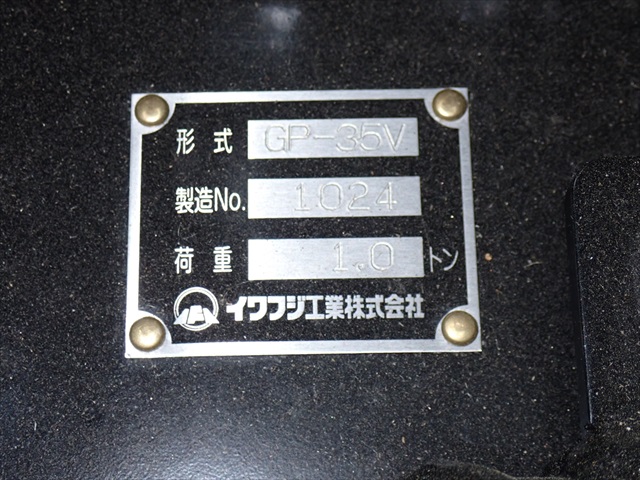 形式 GP-35V
製造No. 1024
荷重 1.0 トン
イワフジ工業株式会社